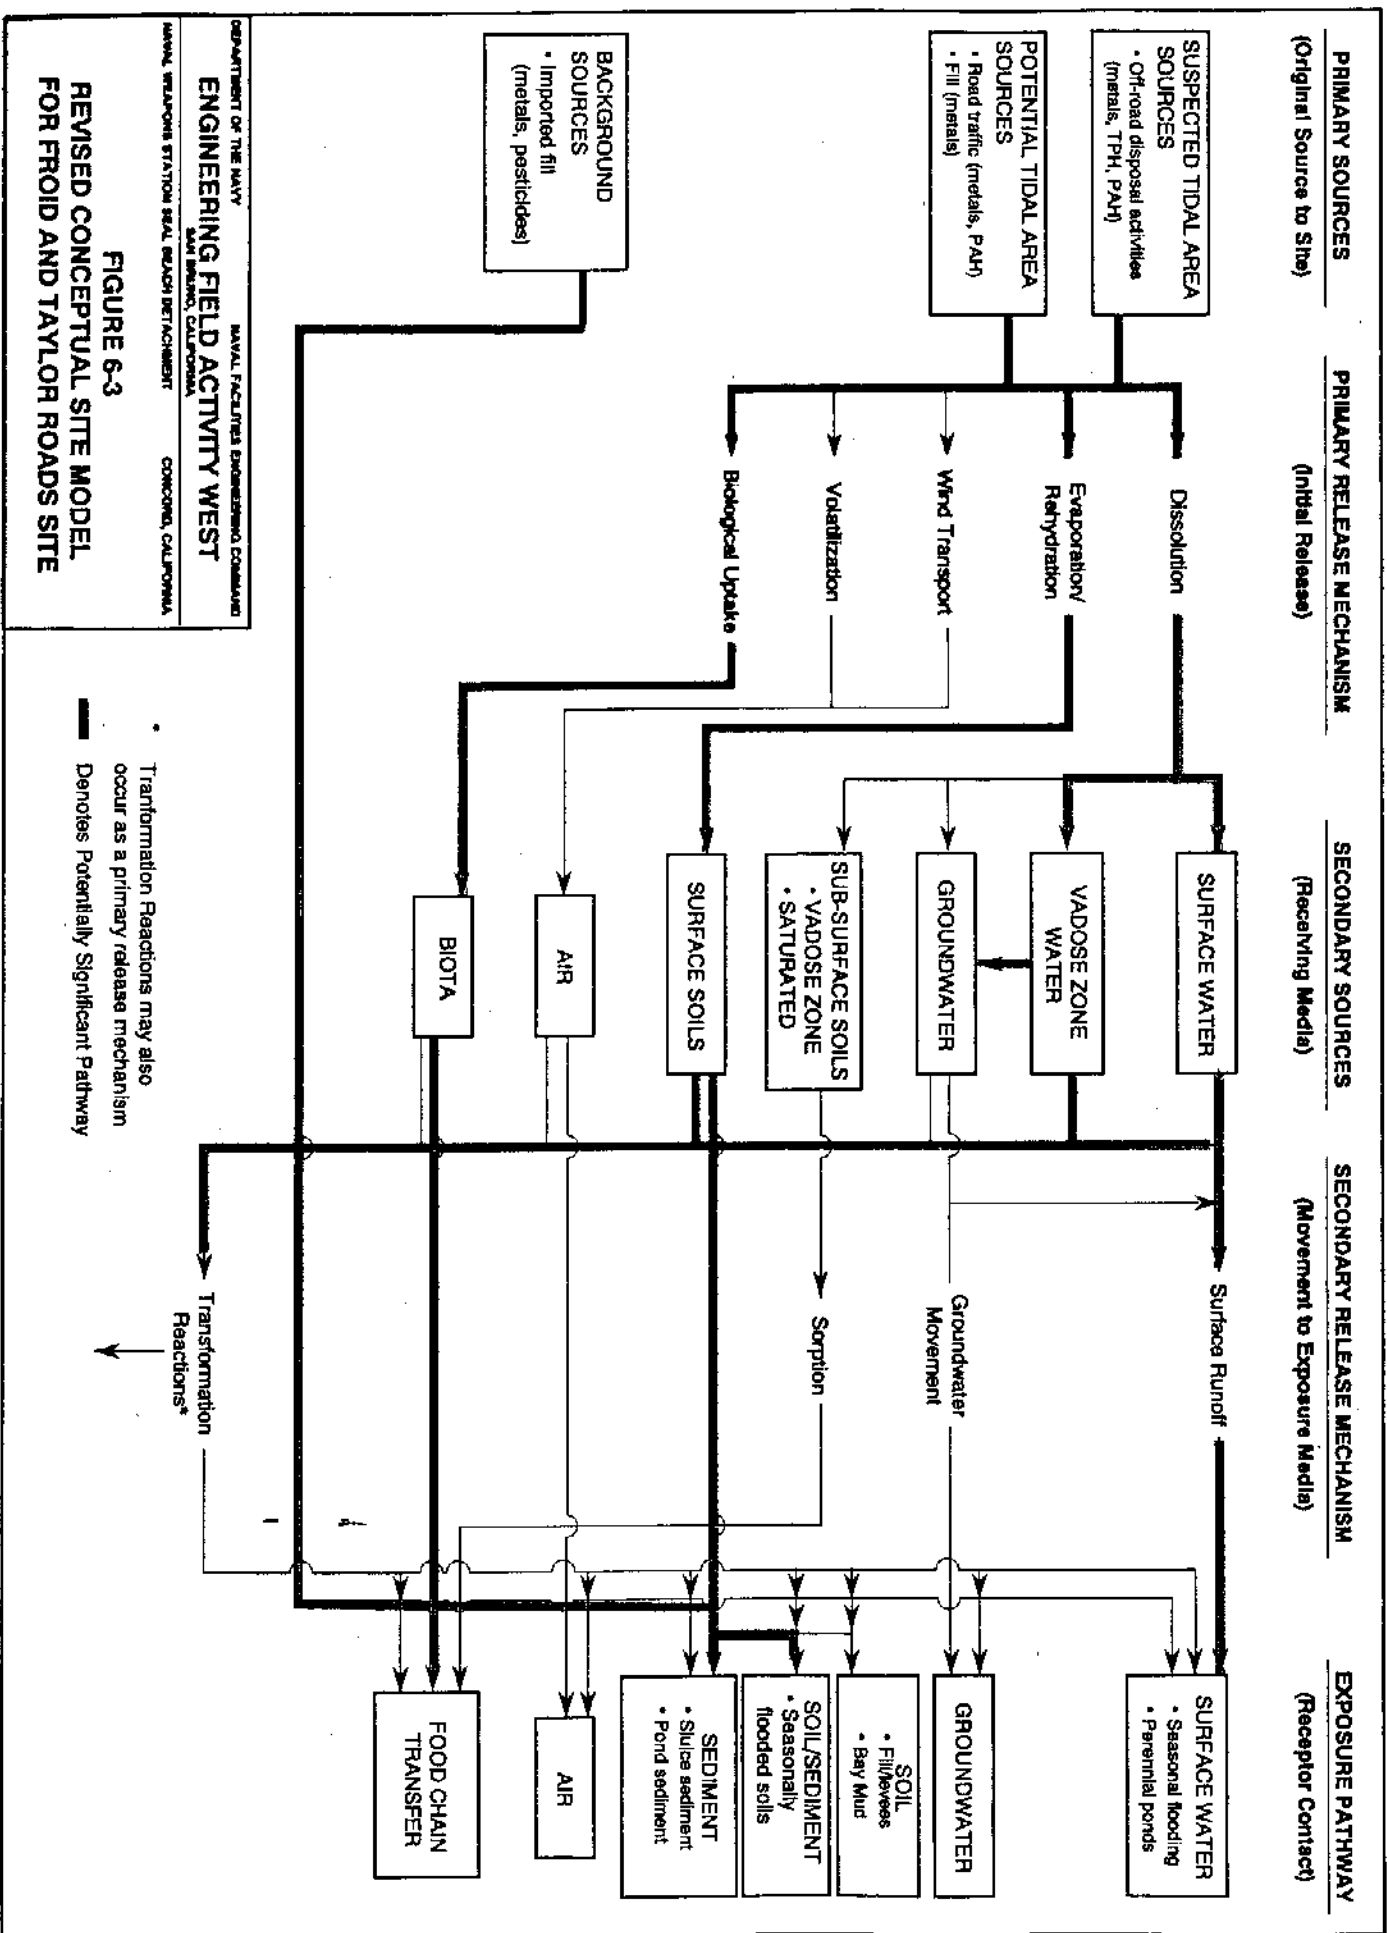 PRIMARY SOURCES
(Original Source to Site)
PRIMARY RELEASE MECHANISM
(Initial Release)
SECONDARY SOURCES
(Receiving Media)
SECONDARY RELEASE MECHANISM
(Movement to Exposure Media)
EXPOSURE PATHWAY
(Receptor Contact)
SUSPECTED TIDAL AREA
SOURCES
• Off-road disposal activities
(metals, TPH, PAH)
POTENTIAL TIDAL AREA
SOURCES
• Road traffic (metals, PAH)
• Fill (metals)
BACKGROUND
SOURCES
• Imported fill
(metals, pesticides)
Dissolution
Evaporation/
Rehydration
Wind Transport
Volatilization
Biological Uptake
SURFACE WATER
VADOSE ZONE
WATER
GROUNDWATER
SUB-SURFACE SOILS
• VADOSE ZONE
• SATURATED
SURFACE SOILS
AIR
BIOTA
Surface Runoff
Groundwater
Movement
Sorption
Transformation
Reactions*
SURFACE WATER
• Seasonal flooding
• Perennial ponds
GROUNDWATER
SOIL
• Fill/levees
• Bay Mud
SOIL/SEDIMENT
• Seasonally
flooded soils
SEDIMENT
• Sluice sediment
• Pond sediment
AIR
FOOD CHAIN
TRANSFER
* Tranformation Reactions may also
occur as a primary release mechanism
Denotes Potentially Significant Pathway
DEPARTMENT OF THE NAVY NAVAL FACILITIES ENGINEERING COMMAND
ENGINEERING FIELD ACTIVITY WEST
SAN BRUNO, CALIFORNIA
NAVAL WEAPONS STATION SEAL BEACH DETACHMENT CONCORD, CALIFORNIA
FIGURE 6-3
REVISED CONCEPTUAL SITE MODEL
FOR FROID AND TAYLOR ROADS SITE